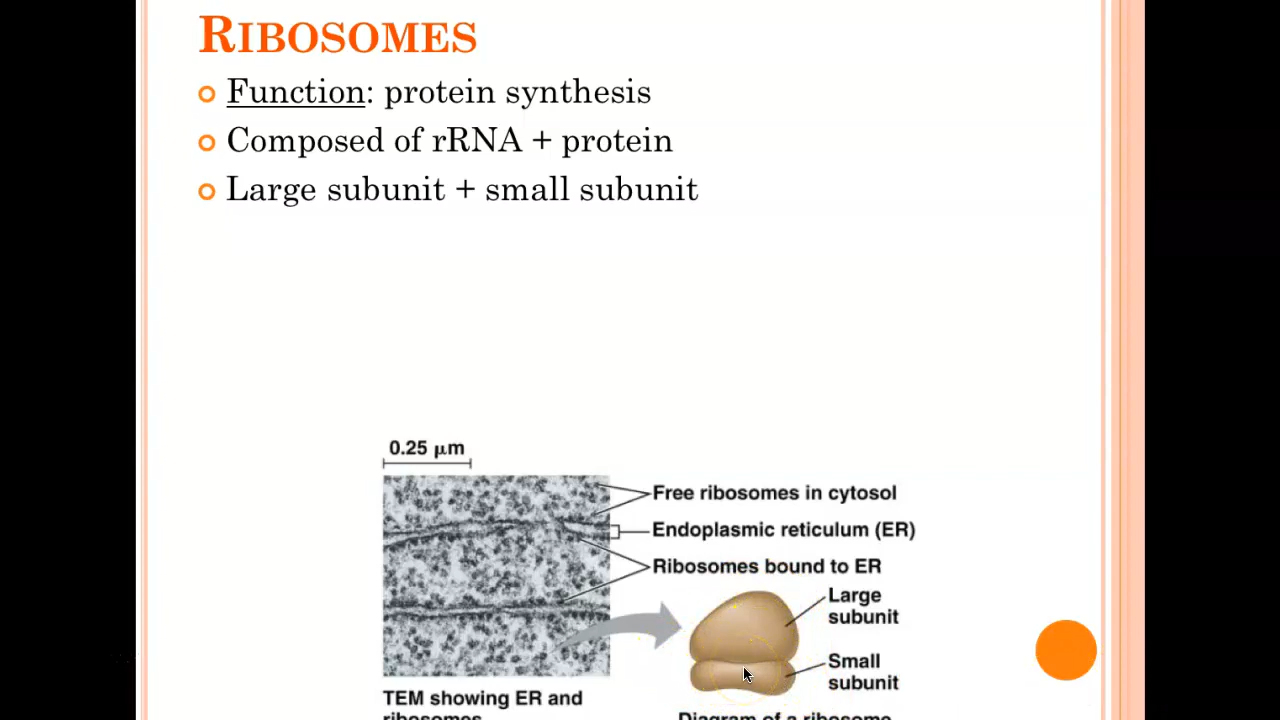 RIBOSOMES
Function: protein synthesis
Composed of rRNA + protein
Large subunit + small subunit
0.25 μm
Free ribosomes in cytosol
Endoplasmic reticulum (ER)
Ribosomes bound to ER
Large
subunit
Small
subunit
TEM showing ER and
ribosomes
Diagram of a ribosome